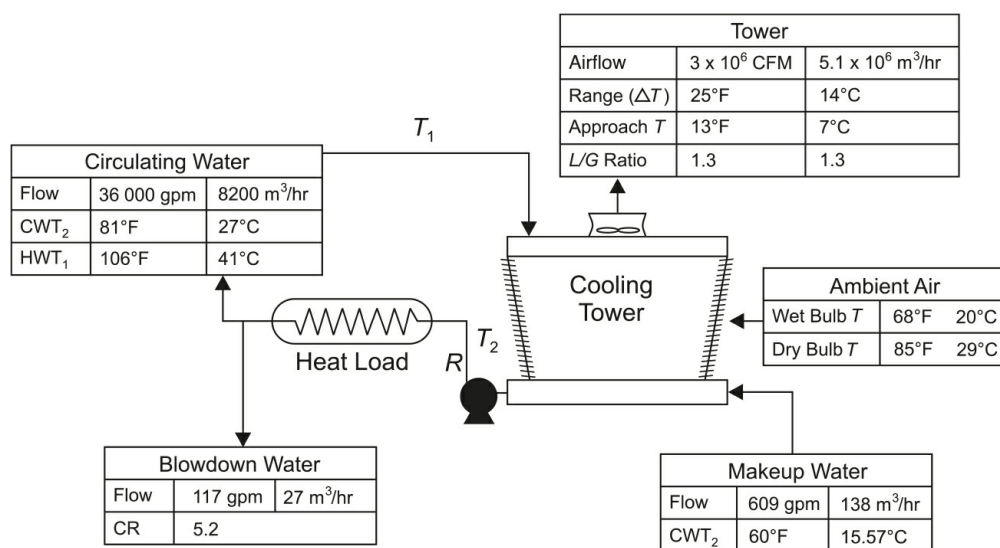 Tower
Airflow 3 x 10⁶ CFM 5.1 x 10⁶ m³/hr
Range (△T) 25°F 14°C
Approach T 13°F 7°C
L/G Ratio 1.3 1.3
T₁
Circulating Water
Flow 36 000 gpm 8200 m³/hr
CWT₂ 81°F 27°C
HWT₁ 106°F 41°C
Cooling
Tower
Ambient Air
Wet Bulb T 68°F 20°C
Dry Bulb T 85°F 29°C
Heat Load
R
T₂
Blowdown Water
Flow 117 gpm 27 m³/hr
CR 5.2
Makeup Water
Flow 609 gpm 138 m³/hr
CWT₂ 60°F 15.57°C